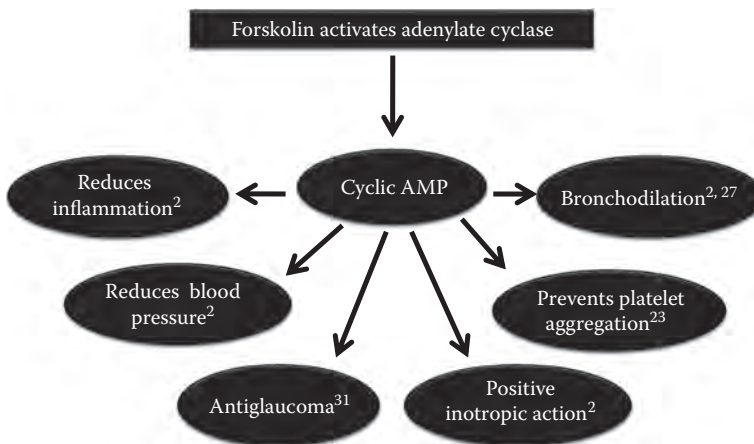 Forskolin activates adenylate cyclase
Cyclic AMP
Reduces
inflammation²
Bronchodilation²,²⁷
Reduces blood
pressure²
Prevents platelet
aggregation²³
Antiglaucoma³¹
Positive
inotropic action²